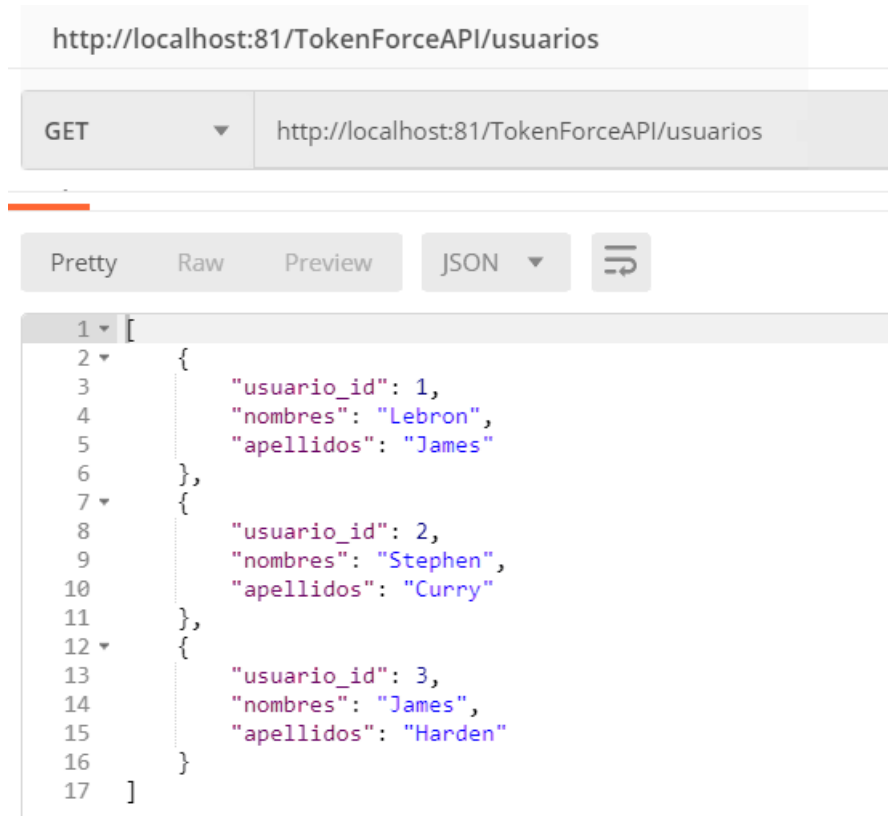 http://localhost:81/TokenForceAPI/usuarios
GET http://localhost:81/TokenForceAPI/usuarios
Pretty Raw Preview JSON
1 [
2 {
3 "usuario_id": 1,
4 "nombres": "Lebron",
5 "apellidos": "James"
6 },
7 {
8 "usuario_id": 2,
9 "nombres": "Stephen",
10 "apellidos": "Curry"
11 },
12 {
13 "usuario_id": 3,
14 "nombres": "James",
15 "apellidos": "Harden"
16 }
17 ]